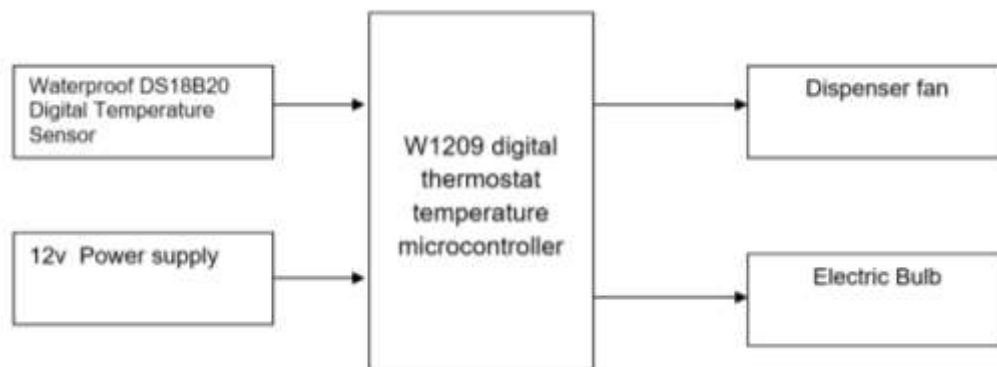 Waterproof DS18B20
Digital Temperature
Sensor
12v Power supply
W1209 digital
thermostat
temperature
microcontroller
Dispenser fan
Electric Bulb